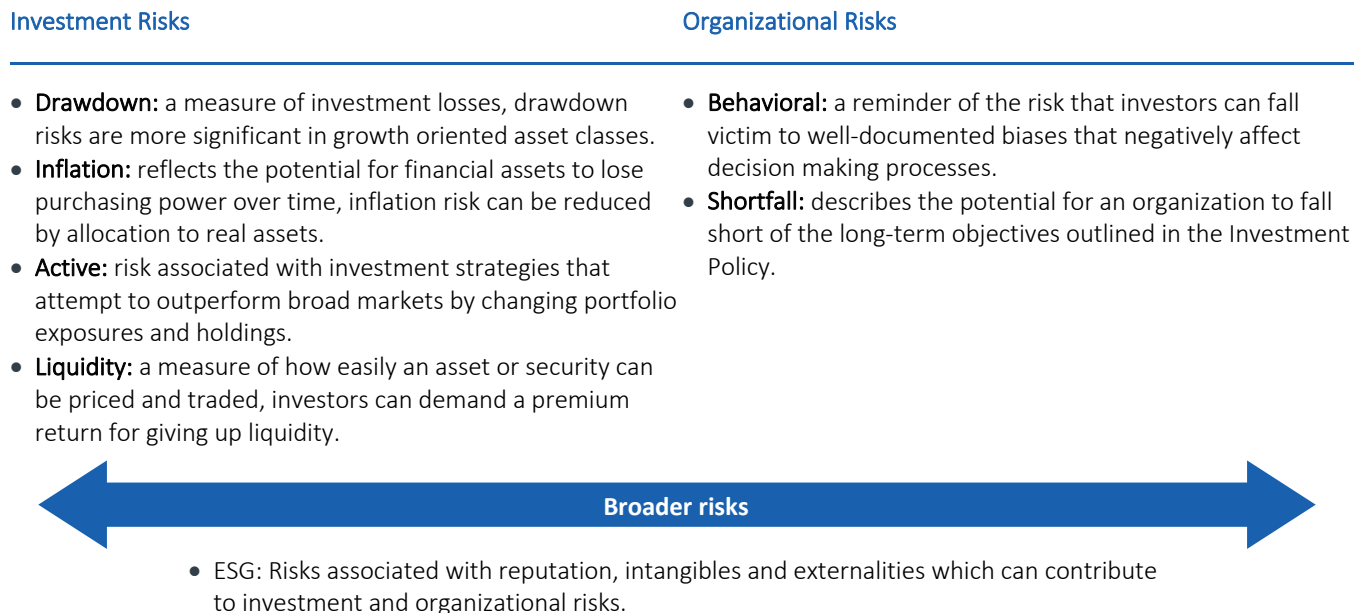 Investment Risks
• Drawdown: a measure of investment losses, drawdown
risks are more significant in growth oriented asset classes.
• Inflation: reflects the potential for financial assets to lose
purchasing power over time, inflation risk can be reduced
by allocation to real assets.
• Active: risk associated with investment strategies that
attempt to outperform broad markets by changing portfolio
exposures and holdings.
• Liquidity: a measure of how easily an asset or security can
be priced and traded, investors can demand a premium
return for giving up liquidity.
Organizational Risks
• Behavioral: a reminder of the risk that investors can fall
victim to well-documented biases that negatively affect
decision making processes.
• Shortfall: describes the potential for an organization to fall
short of the long-term objectives outlined in the Investment
Policy.
Broader risks
• ESG: Risks associated with reputation, intangibles and externalities which can contribute
to investment and organizational risks.